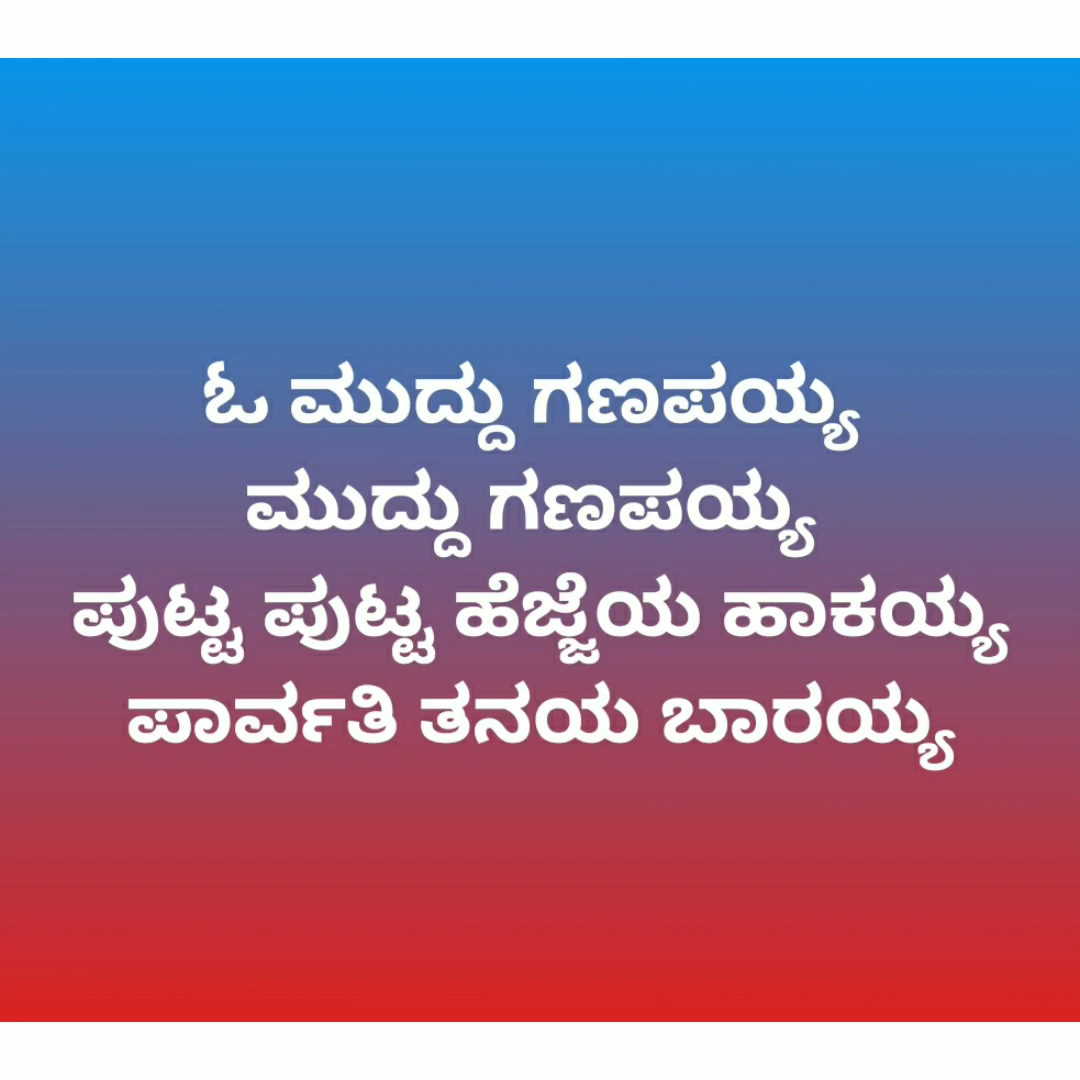 ಓ ಮುದ್ದು ಗಣಪಯ್ಯ
ಮುದ್ದು ಗಣಪಯ್ಯ
ಪುಟ್ಟ ಪುಟ್ಟ ಹೆಜ್ಜೆಯ ಹಾಕಯ್ಯ
ಪಾರ್ವತಿ ತನಯ ಬಾರಯ್ಯ